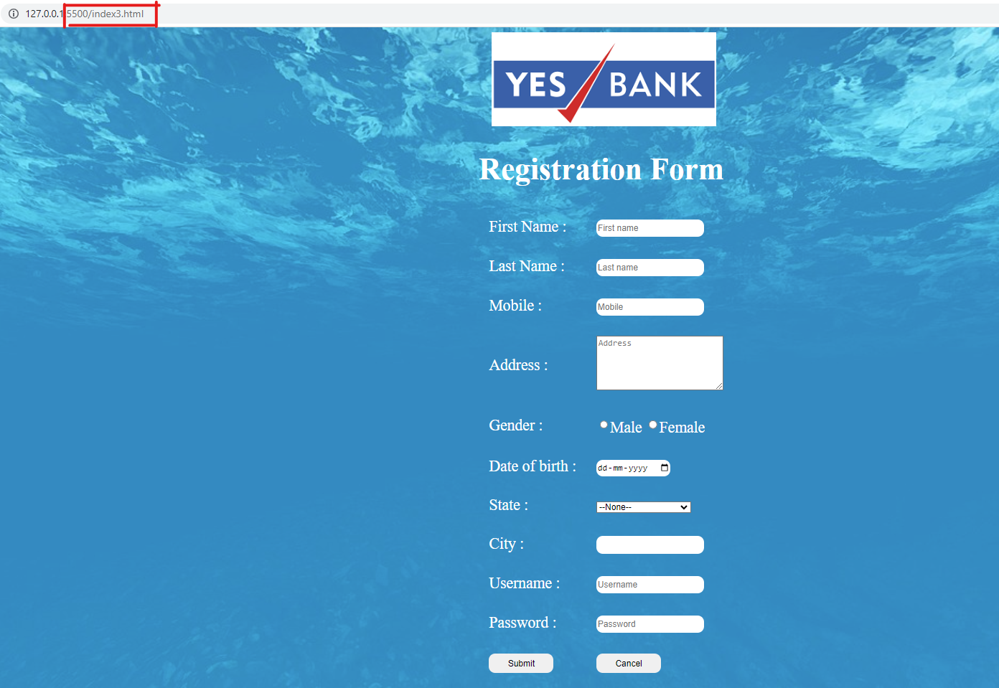 127.0.0.1:5500/index3.html
YES BANK
Registration Form
First Name : First name
Last Name : Last name
Mobile : Mobile
Address : Address
Gender : Male Female
Date of birth : dd-mm-yyyy
State : --None--
City :
Username : Username
Password : Password
Submit Cancel